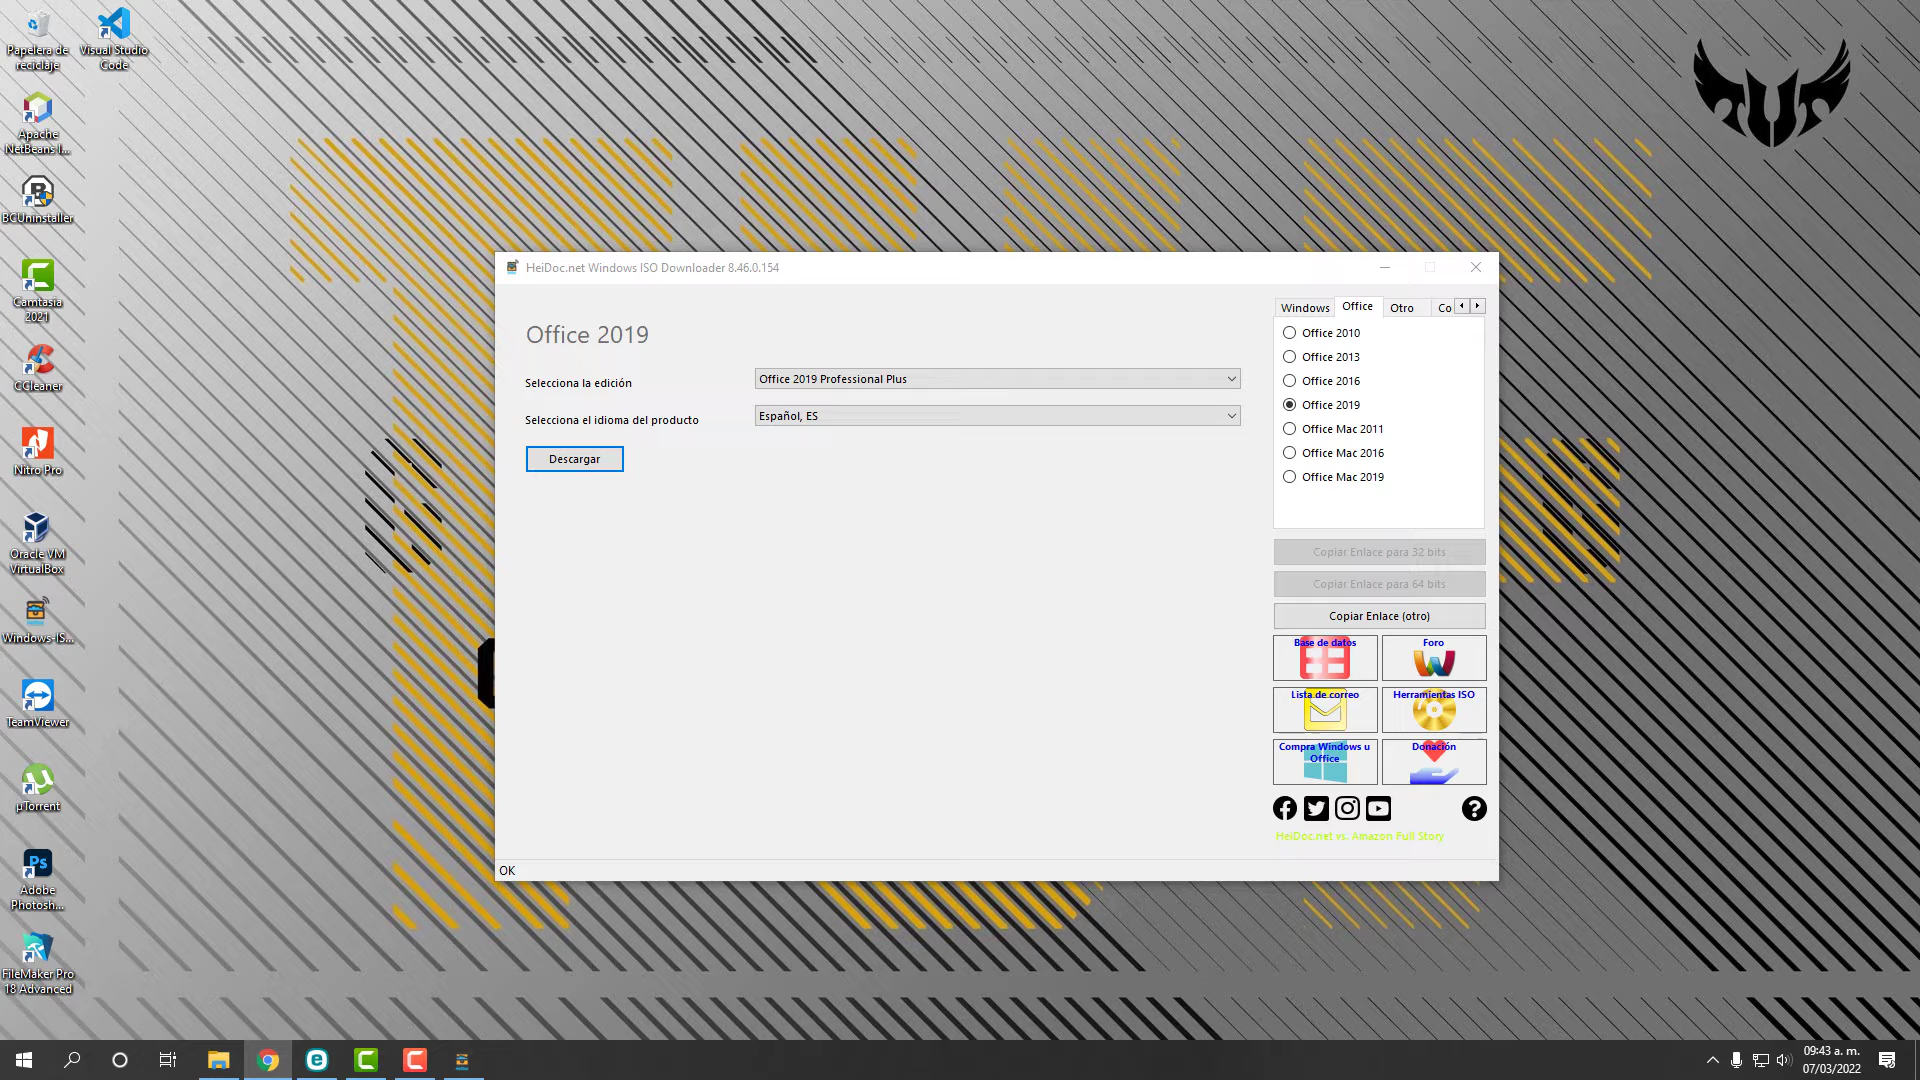 Papelera de
reciclaje
Visual Studio
Code
Apache
NetBeans I...
BCUninstaller
Camtasia
2021
CCleaner
Nitro Pro
Oracle VM
VirtualBox
Windows-IS...
TeamViewer
µTorrent
Ps
Adobe
Photosh...
FileMaker Pro
18 Advanced
HeiDoc.net Windows ISO Downloader 8.46.0.154
Office 2019
Selecciona la edición
Office 2019 Professional Plus
Selecciona el idioma del producto
Español, ES
Descargar
Windows
Office
Otro
Co
Office 2010
Office 2013
Office 2016
Office 2019
Office Mac 2011
Office Mac 2016
Office Mac 2019
Copiar Enlace para 32 bits
Copiar Enlace para 64 bits
Copiar Enlace (otro)
Base de datos
Foro
Lista de correo
Herramientas ISO
Compra Windows u
Office
Donación
HeiDoc.net vs. Amazon Full Story
OK
09:43 a. m.
07/03/2022